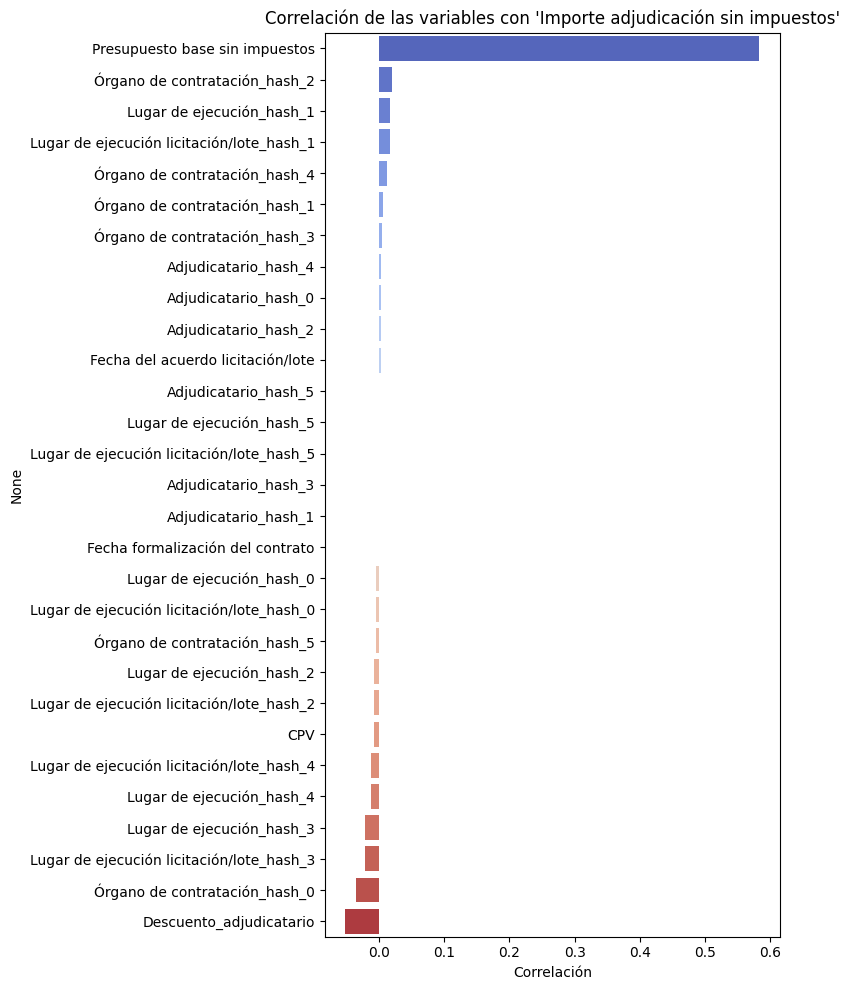 Correlación de las variables con 'Importe adjudicación sin impuestos'
Presupuesto base sin impuestos
Órgano de contratación_hash_2
Lugar de ejecución_hash_1
Lugar de ejecución licitación/lote_hash_1
Órgano de contratación_hash_4
Órgano de contratación_hash_1
Órgano de contratación_hash_3
Adjudicatario_hash_4
Adjudicatario_hash_0
Adjudicatario_hash_2
Fecha del acuerdo licitación/lote
Adjudicatario_hash_5
Lugar de ejecución_hash_5
Lugar de ejecución licitación/lote_hash_5
Adjudicatario_hash_3
Adjudicatario_hash_1
Fecha formalización del contrato
Lugar de ejecución_hash_0
Lugar de ejecución licitación/lote_hash_0
Órgano de contratación_hash_5
Lugar de ejecución_hash_2
Lugar de ejecución licitación/lote_hash_2
CPV
Lugar de ejecución licitación/lote_hash_4
Lugar de ejecución_hash_4
Lugar de ejecución_hash_3
Lugar de ejecución licitación/lote_hash_3
Órgano de contratación_hash_0
Descuento_adjudicatario
None
0.0 0.1 0.2 0.3 0.4 0.5 0.6
Correlación